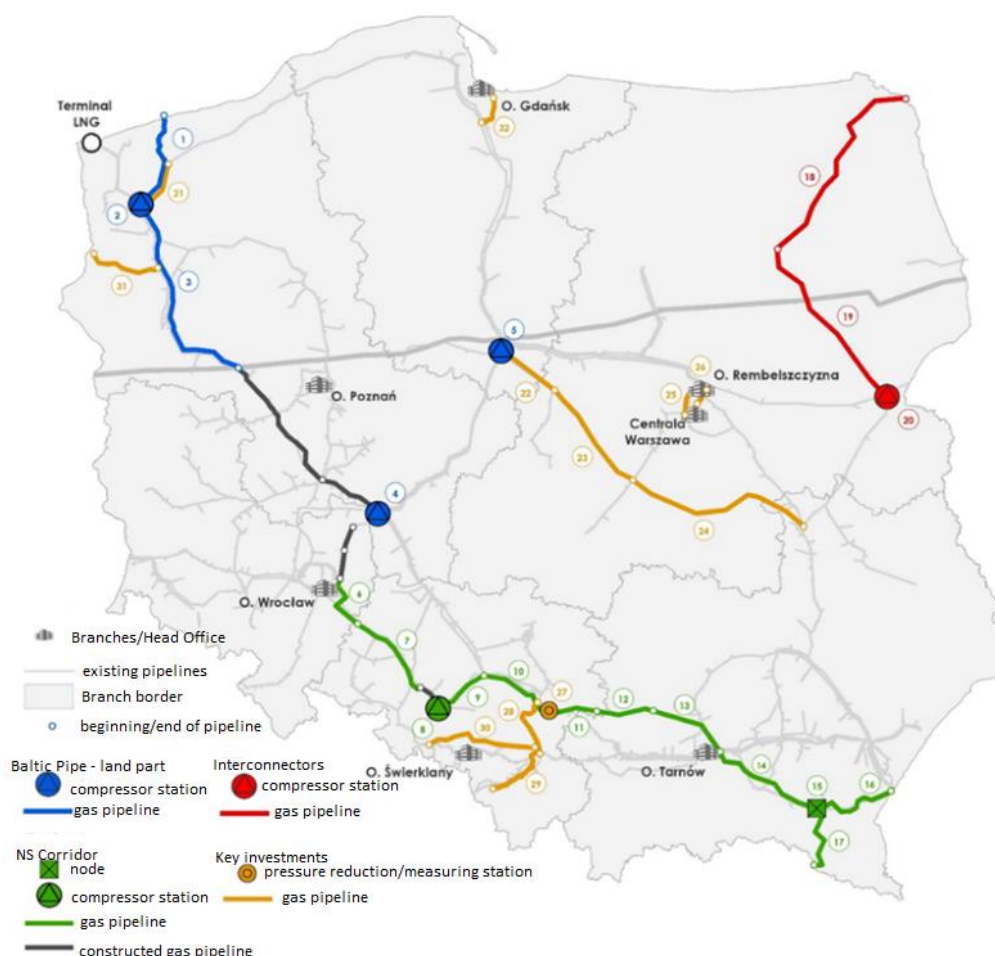 O. Gdańsk
32
Terminal
LNG
1
21
2
18
3
31
19
5
26
O. Rembelszczyzna
22
25
O. Poznań
Centrala
Warszawa
20
23
4
24
6
O. Wrocław
7
Branches/Head Office
existing pipelines
Branch border
beginning/end of pipeline
10
9
27
12
13
28
8
30
11
O. Świerklany
29
O. Tarnów
14
15
16
17
Baltic Pipe - land part
compressor station
gas pipeline
Interconnectors
compressor station
gas pipeline
NS Corridor
node
compressor station
gas pipeline
constructed gas pipeline
Key investments
pressure reduction/measuring station
gas pipeline